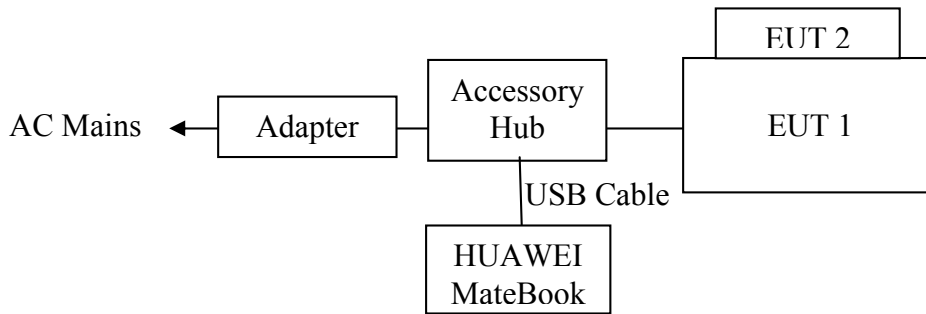 EUT 2
Accessory
Hub
AC Mains
Adapter
EUT 1
USB Cable
HUAWEI
MateBook